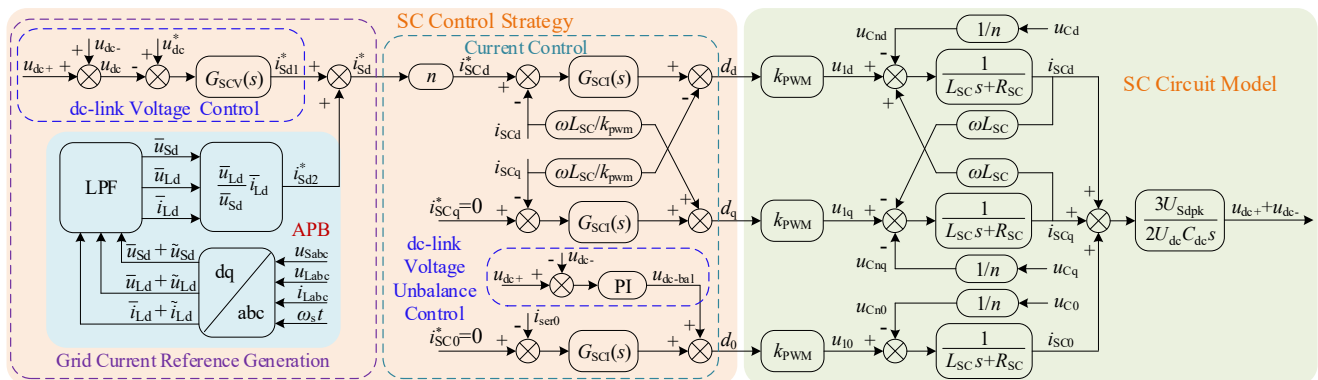 SC Control Strategy
Current Control
SC Circuit Model
u_dc+ + u_dc- + u_dc - u*_dc + G_SCV(s) i*_Sd1 + i*_Sd +
dc-link Voltage Control
n i*_SCd + - G_SCI(s) + - d_d
i_SCd ωL_SC/k_pwm
i_SCq ωL_SC/k_pwm
i*_SCq=0 + - G_SCI(s) + + d_q
LPF
ū_Sd
ū_Ld
ī_Ld
ū_Ld/ū_Sd ī_Ld
i*_Sd2
APB
ū_Sd + ũ_Sd
ū_Ld + ũ_Ld
ī_Ld + ĩ_Ld
dq
abc
u_Sabc
u_Labc
i_Labc
ω_s t
Grid Current Reference Generation
dc-link
Voltage
Unbalance
Control
u_dc+ + - u_dc- PI u_dc-bal
i*_SC0=0 + - i_ser0 G_SCI(s) + + d_0
k_PWM u_1d + - + u_Cnd 1/n u_Cd
1/(L_SC s+R_SC) i_SCd
ωL_SC
ωL_SC
k_PWM u_1q + - - 1/(L_SC s+R_SC) i_SCq + + +
u_Cnq 1/n u_Cq
u_Cn0 1/n u_C0
k_PWM u_10 + - 1/(L_SC s+R_SC) i_SC0
3U_Sdpk/(2U_dc C_dc s) u_dc+ + u_dc-